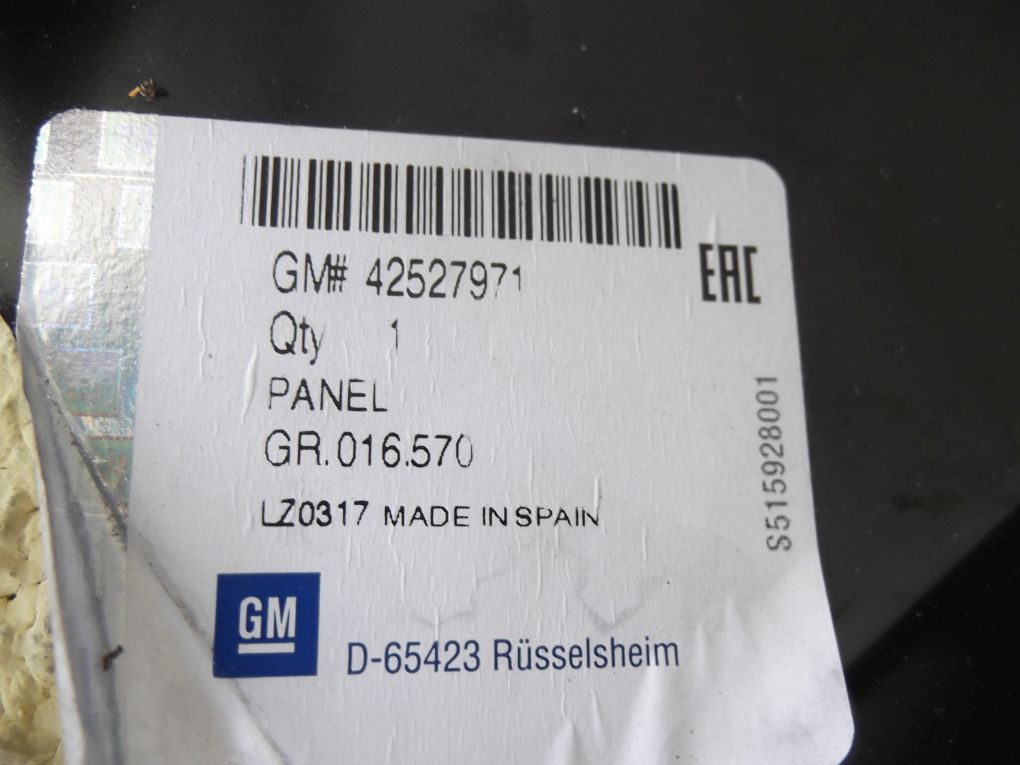 GM# 42527971
EAC
Qty 1
PANEL
GR.016.570
LZ0317 MADE IN SPAIN
S515928001
GM
D-65423 Rüsselsheim